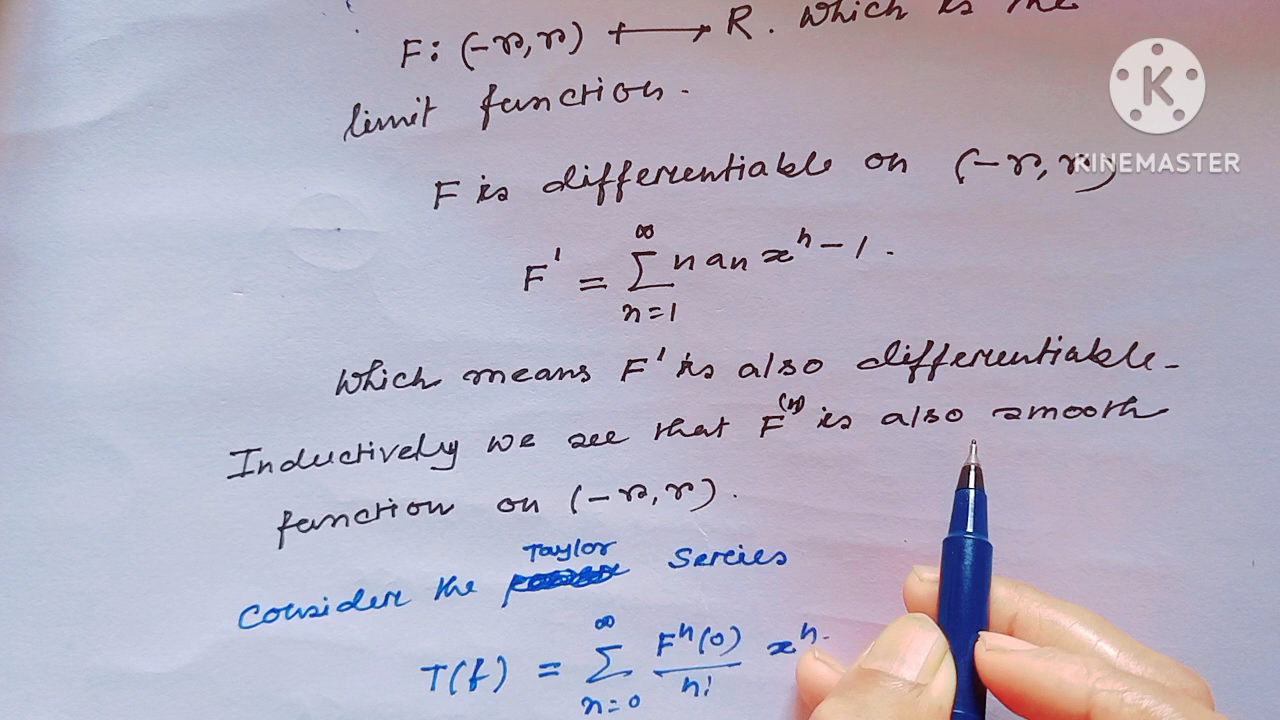 F: (-r, r) ⟼ R. Which is the
limit function.
K
KINEMASTER
F is differentiable on (-r, r)
F' = ∑_{n=1}^{∞} n an x^n - 1.
Which means F' is also differentiable-
Inductively we see that F^(n) is also smooth
function on (-r, r).
Consider the Taylor Series
T(f) = ∑_{n=0}^{∞} F^n(0)/n! x^n.